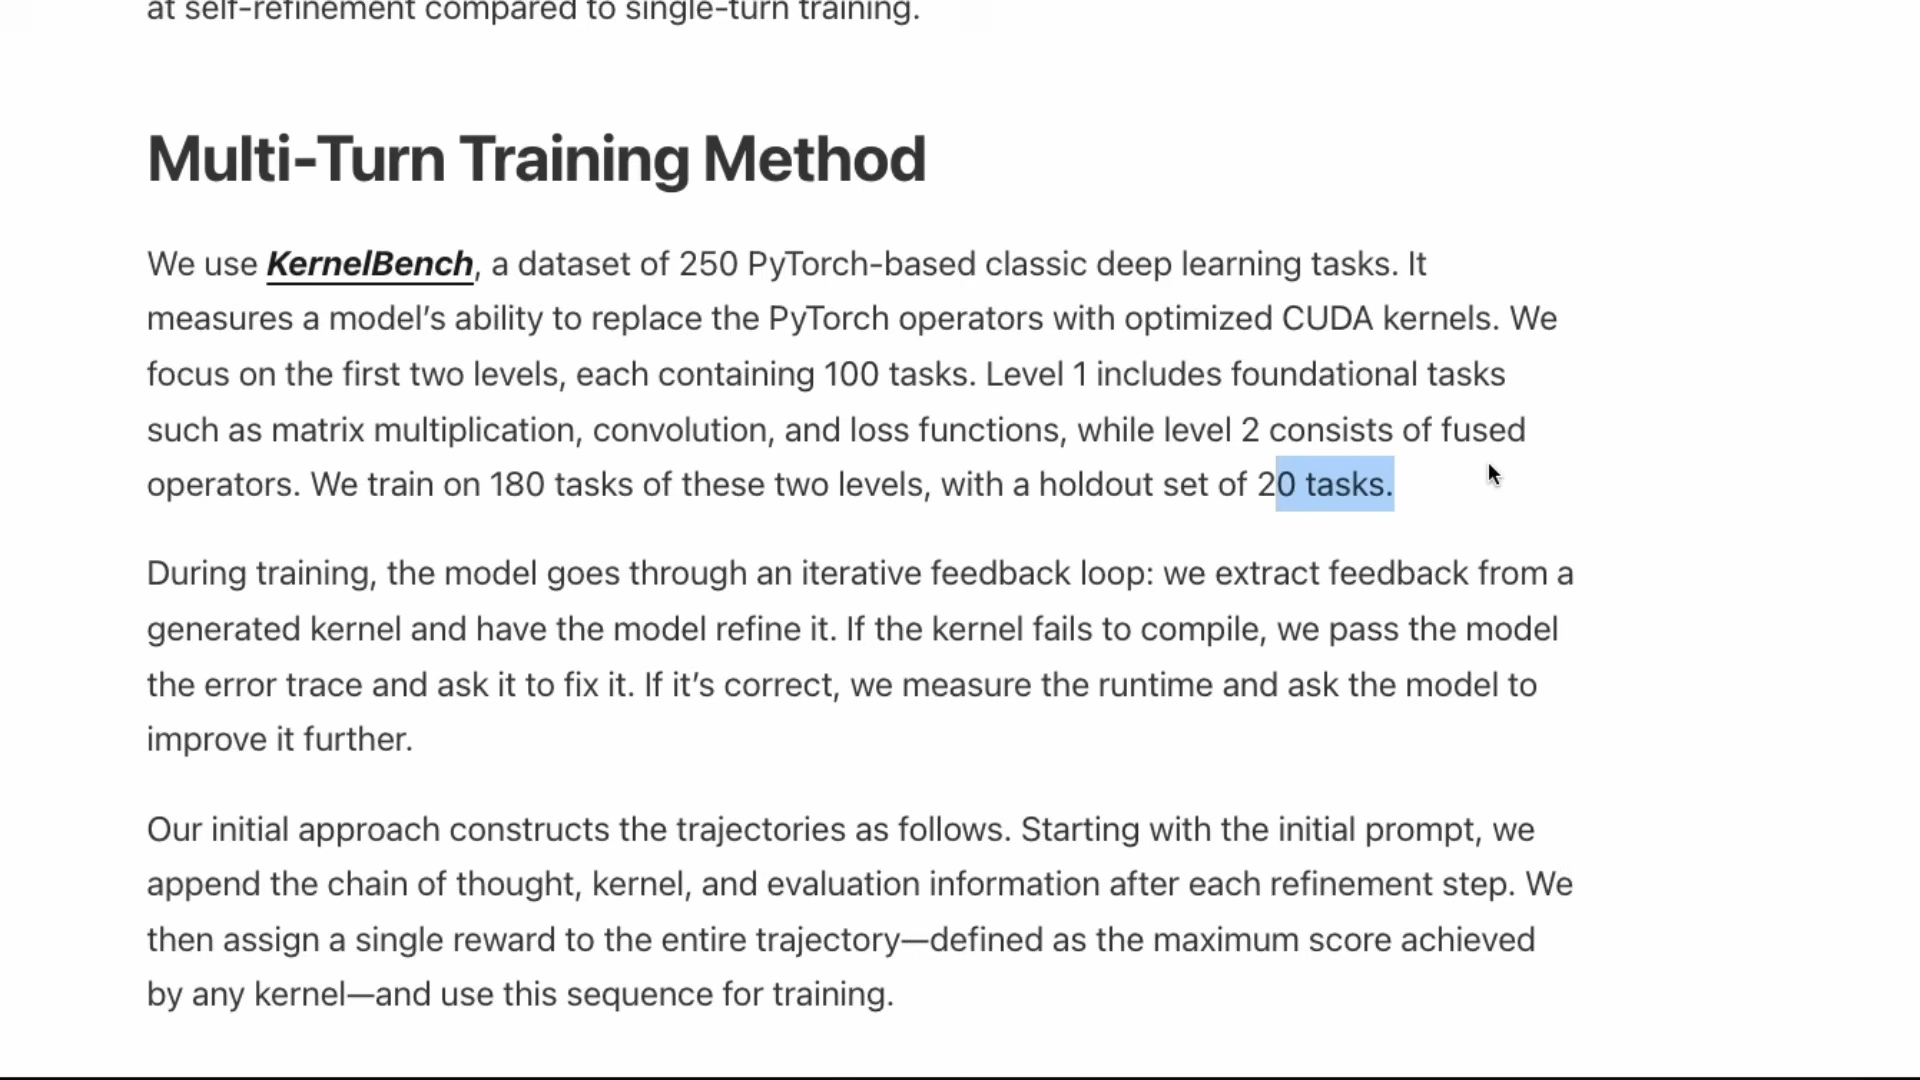 at self-refinement compared to single-turn training.
Multi-Turn Training Method
We use KernelBench, a dataset of 250 PyTorch-based classic deep learning tasks. It
measures a model’s ability to replace the PyTorch operators with optimized CUDA kernels. We
focus on the first two levels, each containing 100 tasks. Level 1 includes foundational tasks
such as matrix multiplication, convolution, and loss functions, while level 2 consists of fused
operators. We train on 180 tasks of these two levels, with a holdout set of 20 tasks.
During training, the model goes through an iterative feedback loop: we extract feedback from a
generated kernel and have the model refine it. If the kernel fails to compile, we pass the model
the error trace and ask it to fix it. If it’s correct, we measure the runtime and ask the model to
improve it further.
Our initial approach constructs the trajectories as follows. Starting with the initial prompt, we
append the chain of thought, kernel, and evaluation information after each refinement step. We
then assign a single reward to the entire trajectory—defined as the maximum score achieved
by any kernel—and use this sequence for training.